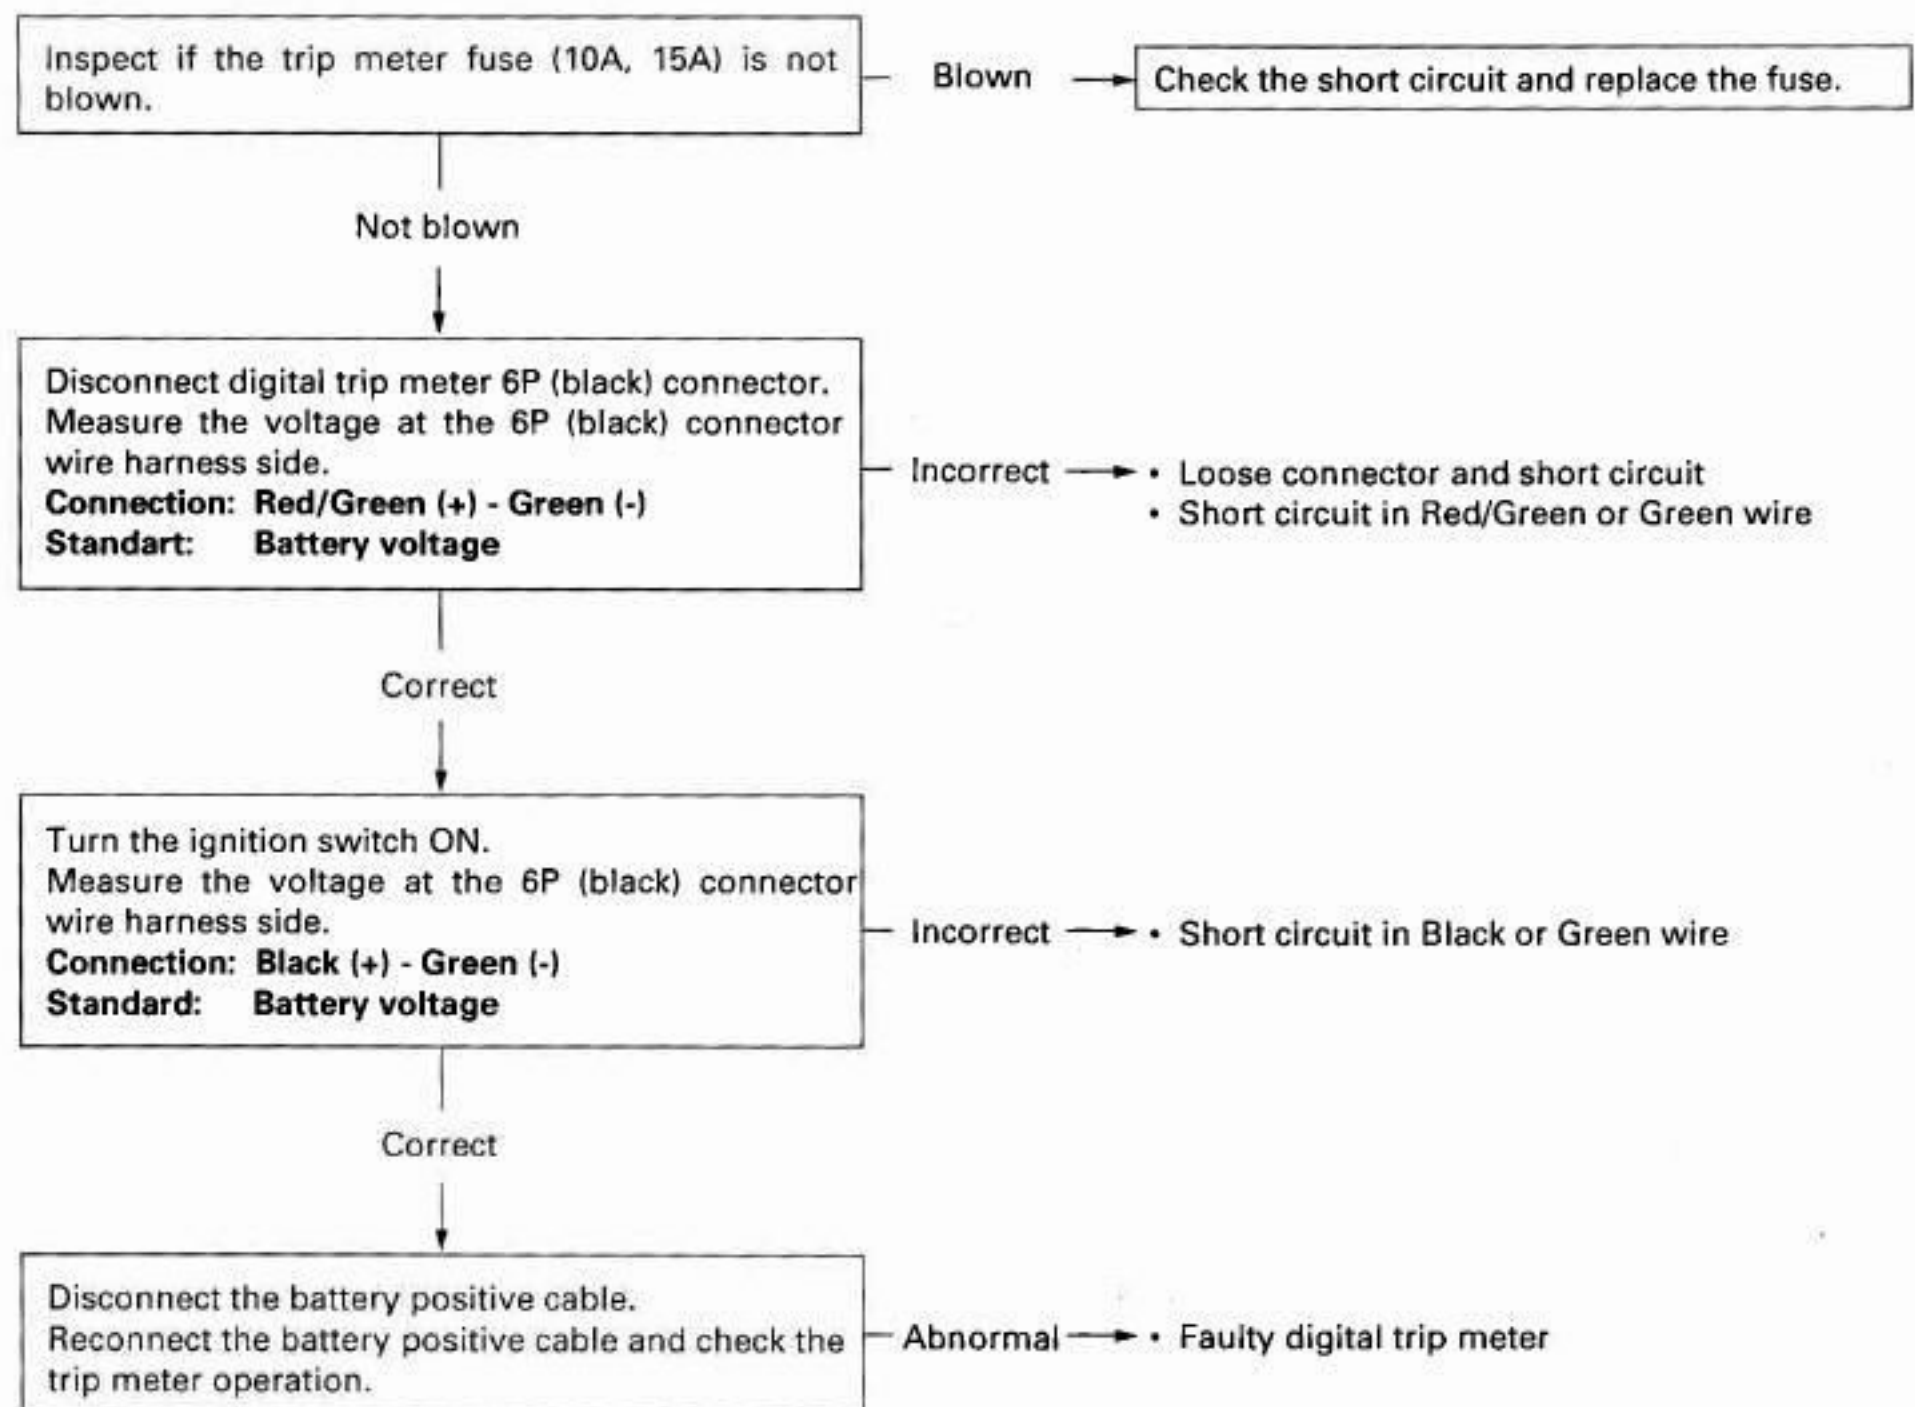 Inspect if the trip meter fuse (10A, 15A) is not
blown.
Blown
Check the short circuit and replace the fuse.
Not blown
Disconnect digital trip meter 6P (black) connector.
Measure the voltage at the 6P (black) connector
wire harness side.
Connection: Red/Green (+) - Green (-)
Standart: Battery voltage
Incorrect
• Loose connector and short circuit
• Short circuit in Red/Green or Green wire
Correct
Turn the ignition switch ON.
Measure the voltage at the 6P (black) connector
wire harness side.
Connection: Black (+) - Green (-)
Standard: Battery voltage
Incorrect
• Short circuit in Black or Green wire
Correct
Disconnect the battery positive cable.
Reconnect the battery positive cable and check the
trip meter operation.
Abnormal
• Faulty digital trip meter